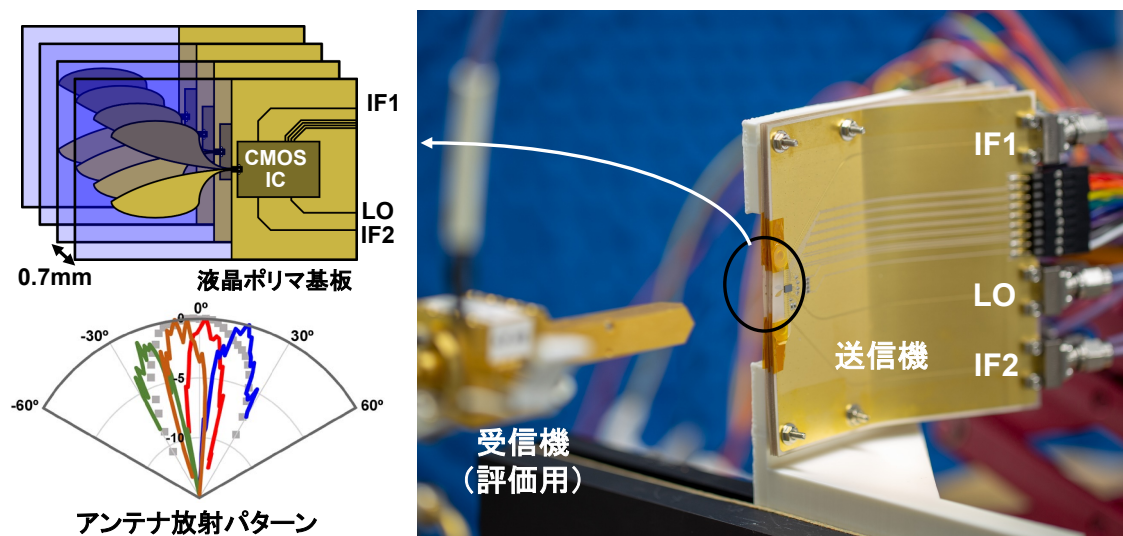 IF1
CMOS
IC
LO
IF2
0.7mm
液晶ポリマ基板
0º
-30º
30º
-60º
60º
0
-5
-10
アンテナ放射パターン
IF1
LO
送信機
IF2
受信機
（評価用）